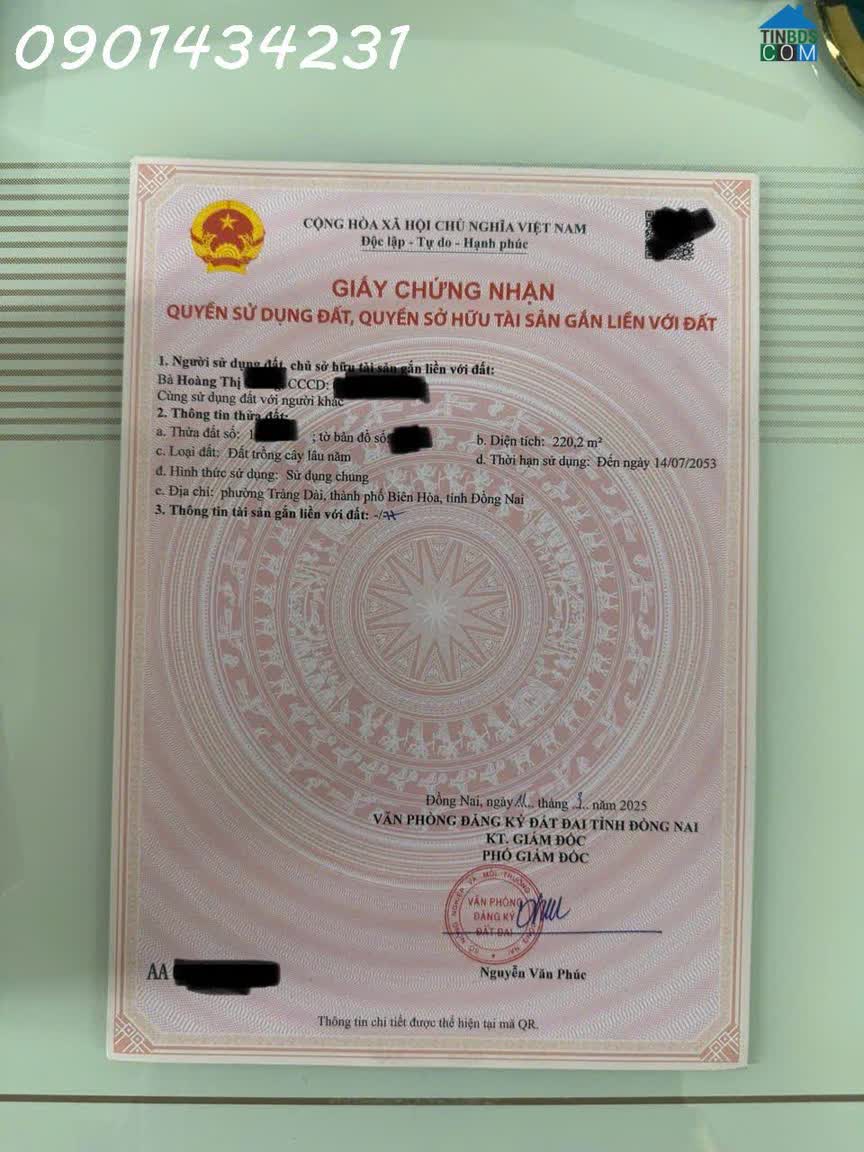 0901434231
TINBDS
COM
CỘNG HÒA XÃ HỘI CHỦ NGHĨA VIỆT NAM
Độc lập - Tự do - Hạnh phúc
GIẤY CHỨNG NHẬN
QUYỀN SỬ DỤNG ĐẤT, QUYỀN SỞ HỮU TÀI SẢN GẮN LIỀN VỚI ĐẤT
1. Người sử dụng đất, chủ sở hữu tài sản gắn liền với đất:
Bà Hoàng Thị CCCD:
Cùng sử dụng đất với người khác
2. Thông tin thửa đất:
a. Thửa đất số: 1 ; tờ bản đồ số: b. Diện tích: 220,2 m²
c. Loại đất: Đất trồng cây lâu năm d. Thời hạn sử dụng: Đến ngày 14/07/2053
đ. Hình thức sử dụng: Sử dụng chung
e. Địa chỉ: phường Trảng Dài, thành phố Biên Hòa, tỉnh Đồng Nai
3. Thông tin tài sản gắn liền với đất: -/-
Đồng Nai, ngày 11 tháng 3 năm 2025
VĂN PHÒNG ĐĂNG KÝ ĐẤT ĐAI TỈNH ĐỒNG NAI
KT. GIÁM ĐỐC
PHÓ GIÁM ĐỐC
VĂN PHÒNG
ĐĂNG KÝ
ĐẤT ĐAI
Nguyễn Văn Phúc
AA
Thông tin chi tiết được thể hiện tại mã QR.